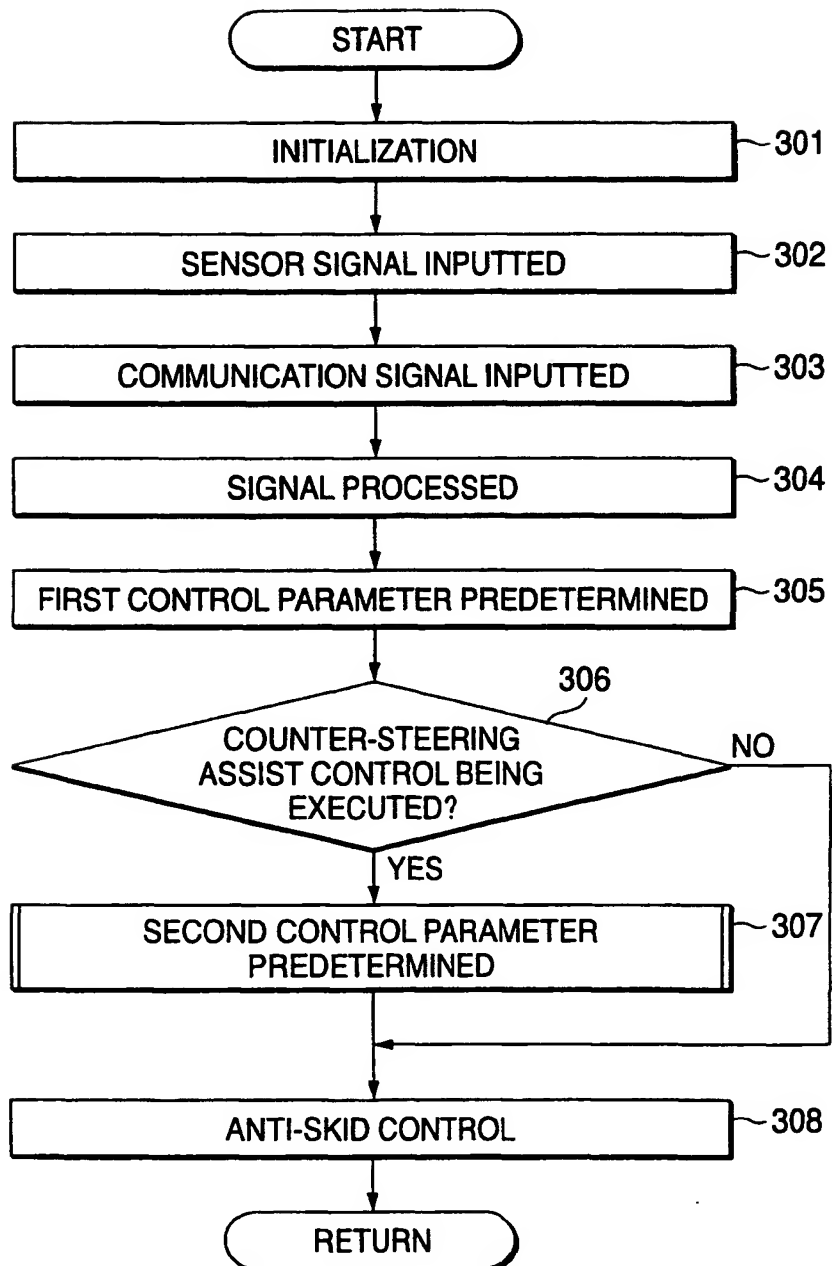 START
INITIALIZATION
301
SENSOR SIGNAL INPUTTED
302
COMMUNICATION SIGNAL INPUTTED
303
SIGNAL PROCESSED
304
FIRST CONTROL PARAMETER PREDETERMINED
305
306
COUNTER-STEERING
ASSIST CONTROL BEING
EXECUTED?
NO
YES
SECOND CONTROL PARAMETER
PREDETERMINED
307
ANTI-SKID CONTROL
308
RETURN